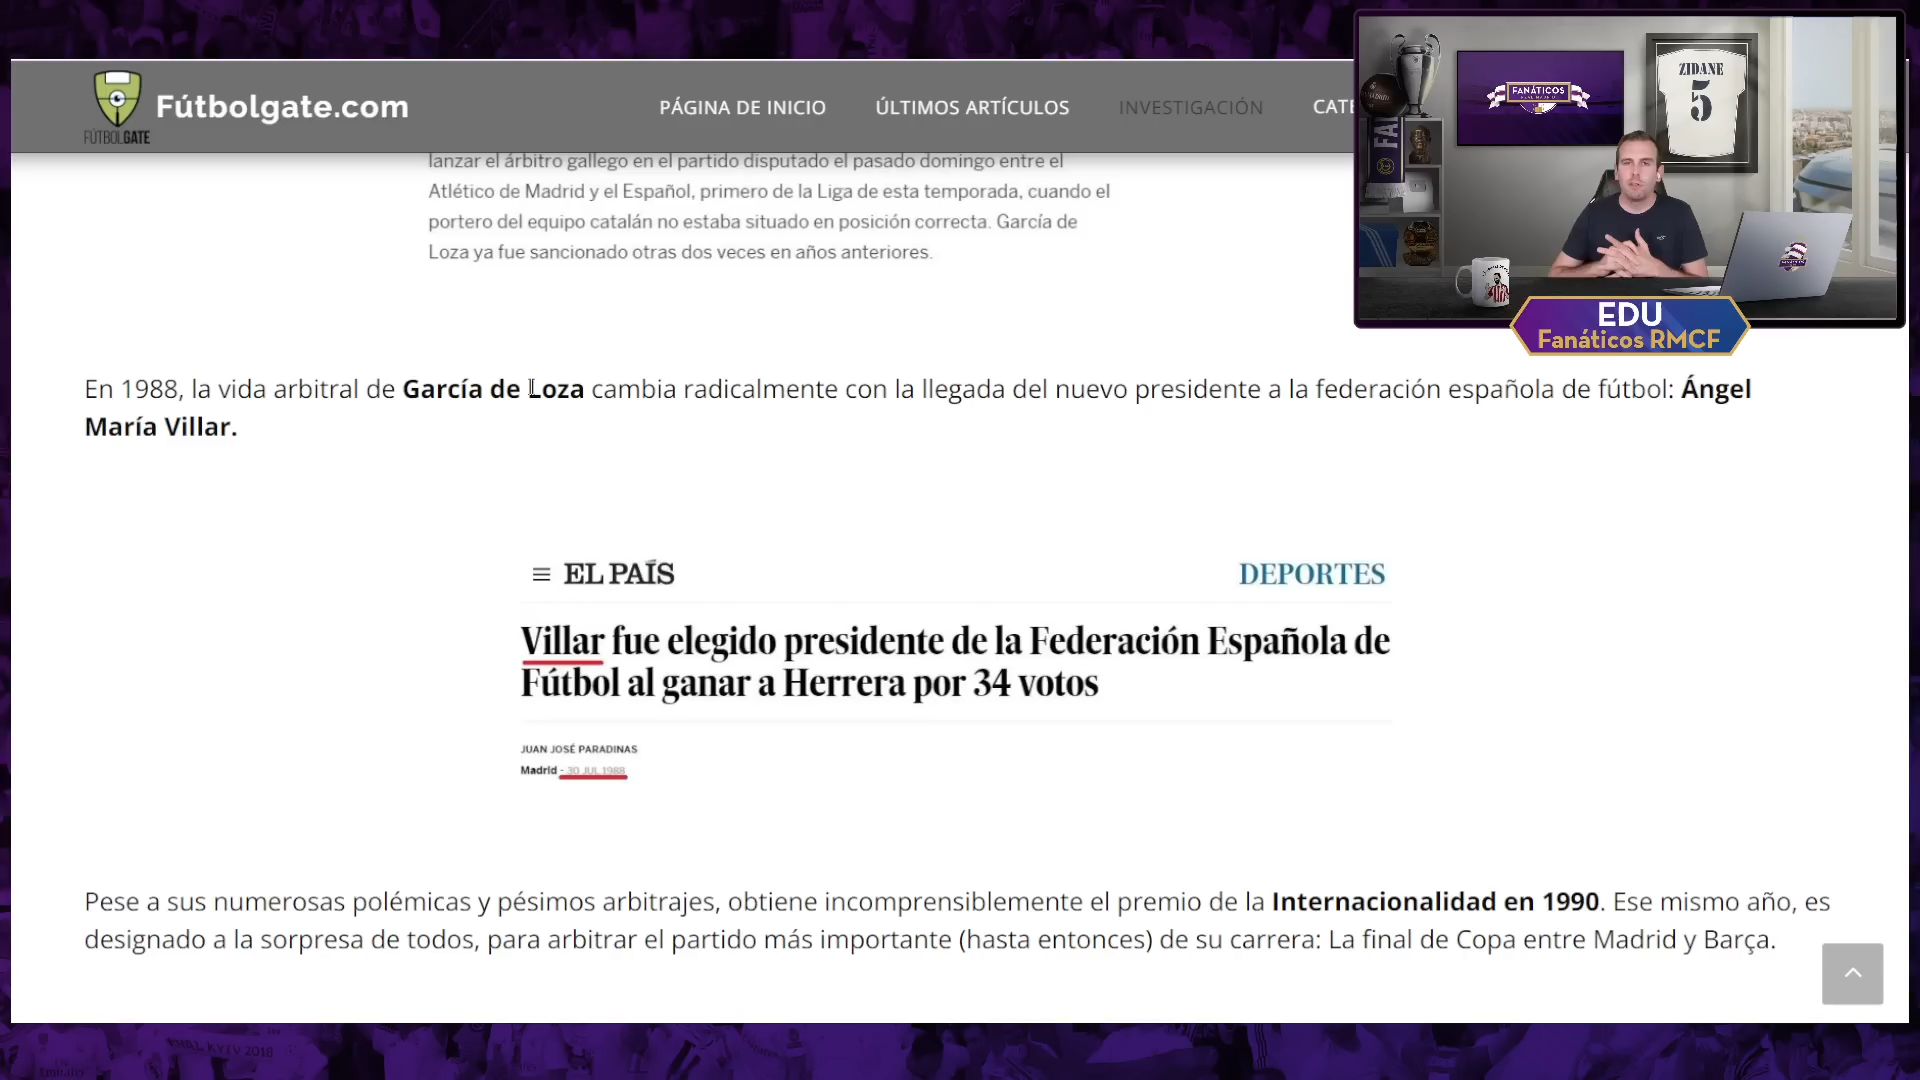 Fútbolgate.com
FÚTBOLGATE
PÁGINA DE INICIO
ÚLTIMOS ARTÍCULOS
INVESTIGACIÓN
CATE
lanzar el árbitro gallego en el partido disputado el pasado domingo entre el
Atlético de Madrid y el Español, primero de la Liga de esta temporada, cuando el
portero del equipo catalán no estaba situado en posición correcta. García de
Loza ya fue sancionado otras dos veces en años anteriores.
ZIDANE
5
FANÁTICOS
REAL MADRID
FA
EDU
Fanáticos RMCF
En 1988, la vida arbitral de García de Loza cambia radicalmente con la llegada del nuevo presidente a la federación española de fútbol: Ángel
María Villar.
EL PAÍS
DEPORTES
Villar fue elegido presidente de la Federación Española de
Fútbol al ganar a Herrera por 34 votos
JUAN JOSÉ PARADINAS
Madrid - 30 JUL 1988
Pese a sus numerosas polémicas y pésimos arbitrajes, obtiene incomprensiblemente el premio de la Internacionalidad en 1990. Ese mismo año, es
designado a la sorpresa de todos, para arbitrar el partido más importante (hasta entonces) de su carrera: La final de Copa entre Madrid y Barça.
KYIV 2018